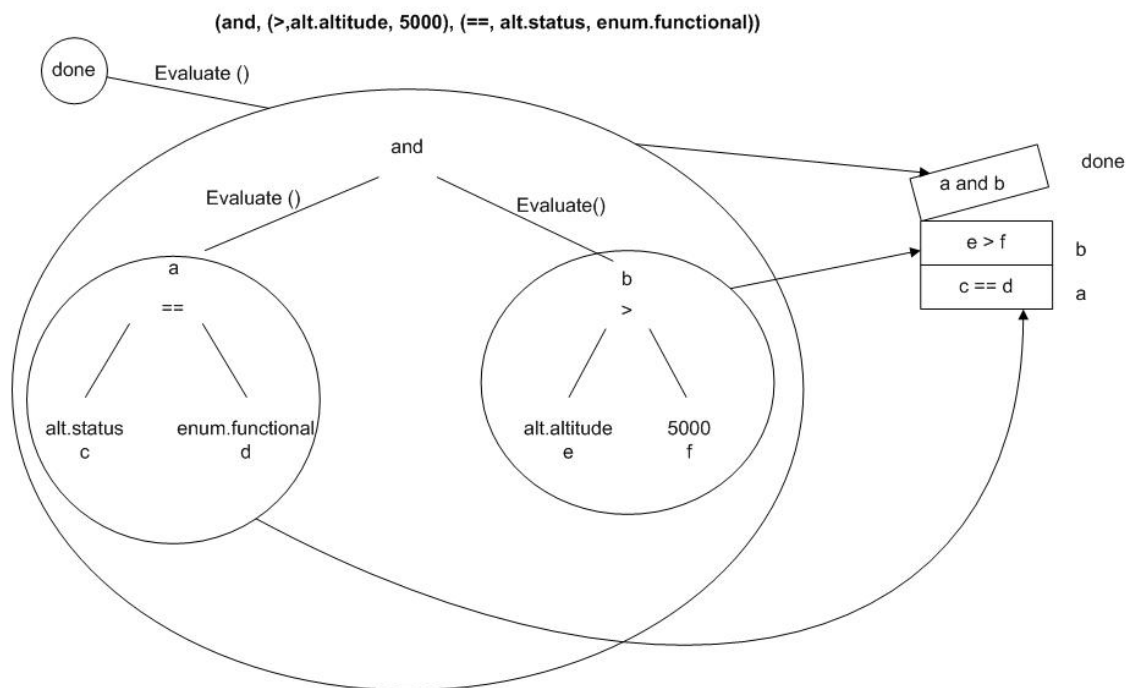 (and, (>,alt.altitude, 5000), (==, alt.status, enum.functional))
done
Evaluate ()
and
Evaluate ()
Evaluate()
a
==
alt.status
c
enum.functional
d
b
>
alt.altitude
e
5000
f
done
a and b
e > f
b
c == d
a